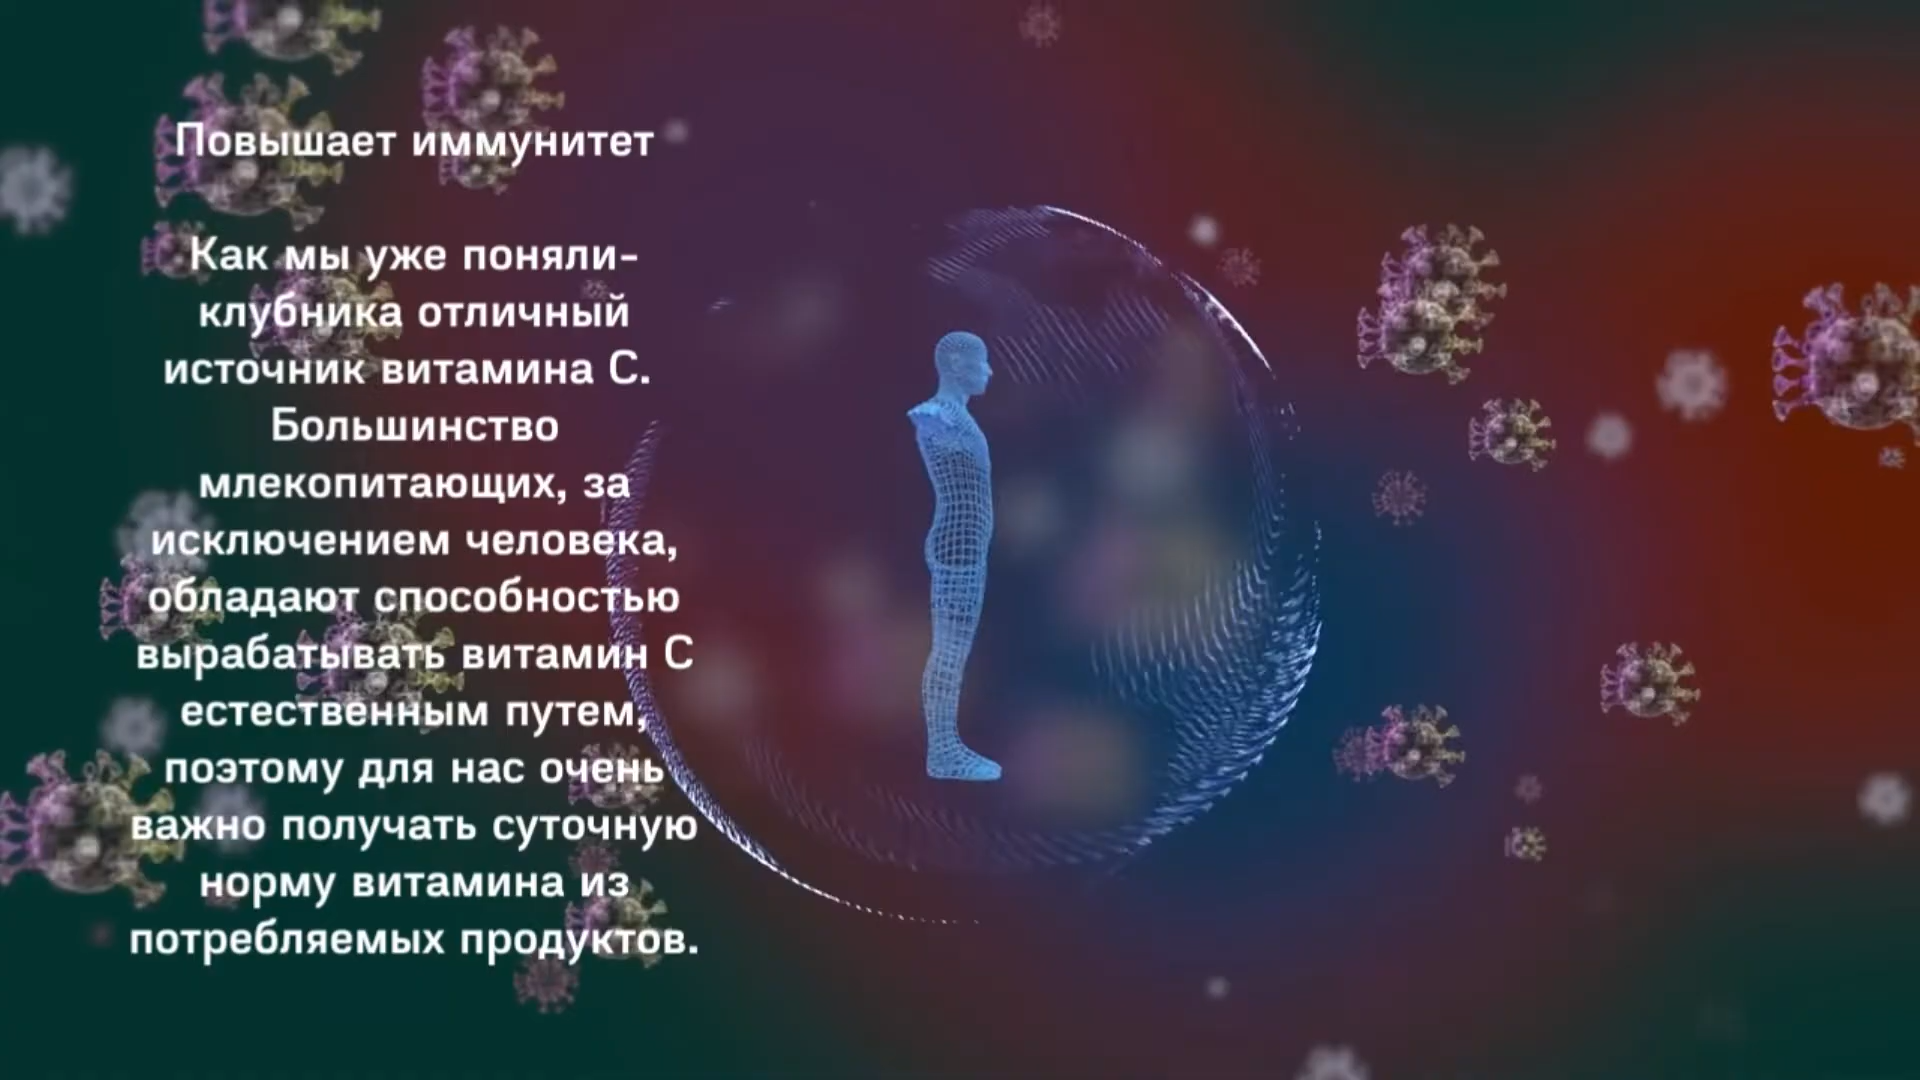 Повышает иммунитет
Как мы уже поняли-
клубника отличный
источник витамина С.
Большинство
млекопитающих, за
исключением человека,
обладают способностью
вырабатывать витамин С
естественным путем,
поэтому для нас очень
важно получать суточную
норму витамина из
потребляемых продуктов.